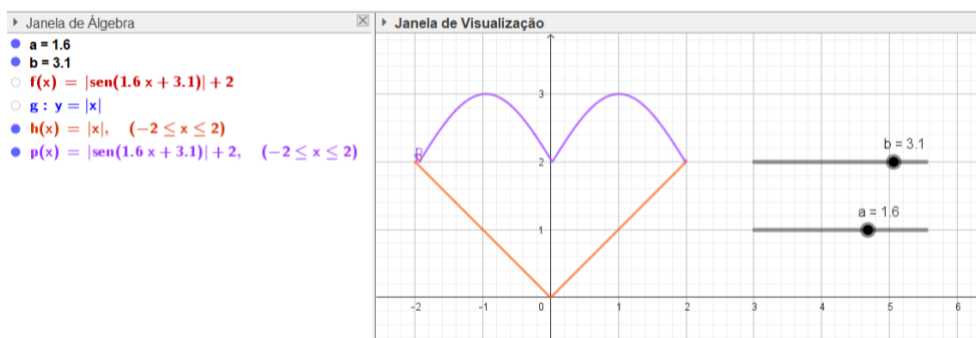 Janela de Álgebra
a = 1.6
b = 3.1
f(x) = |sen(1.6 x + 3.1)| + 2
g : y = |x|
h(x) = |x|, (−2 ≤ x ≤ 2)
p(x) = |sen(1.6 x + 3.1)| + 2, (−2 ≤ x ≤ 2)
Janela de Visualização
3
2
1
-2 -1 0 1 2 3 4 5 6
b = 3.1
a = 1.6